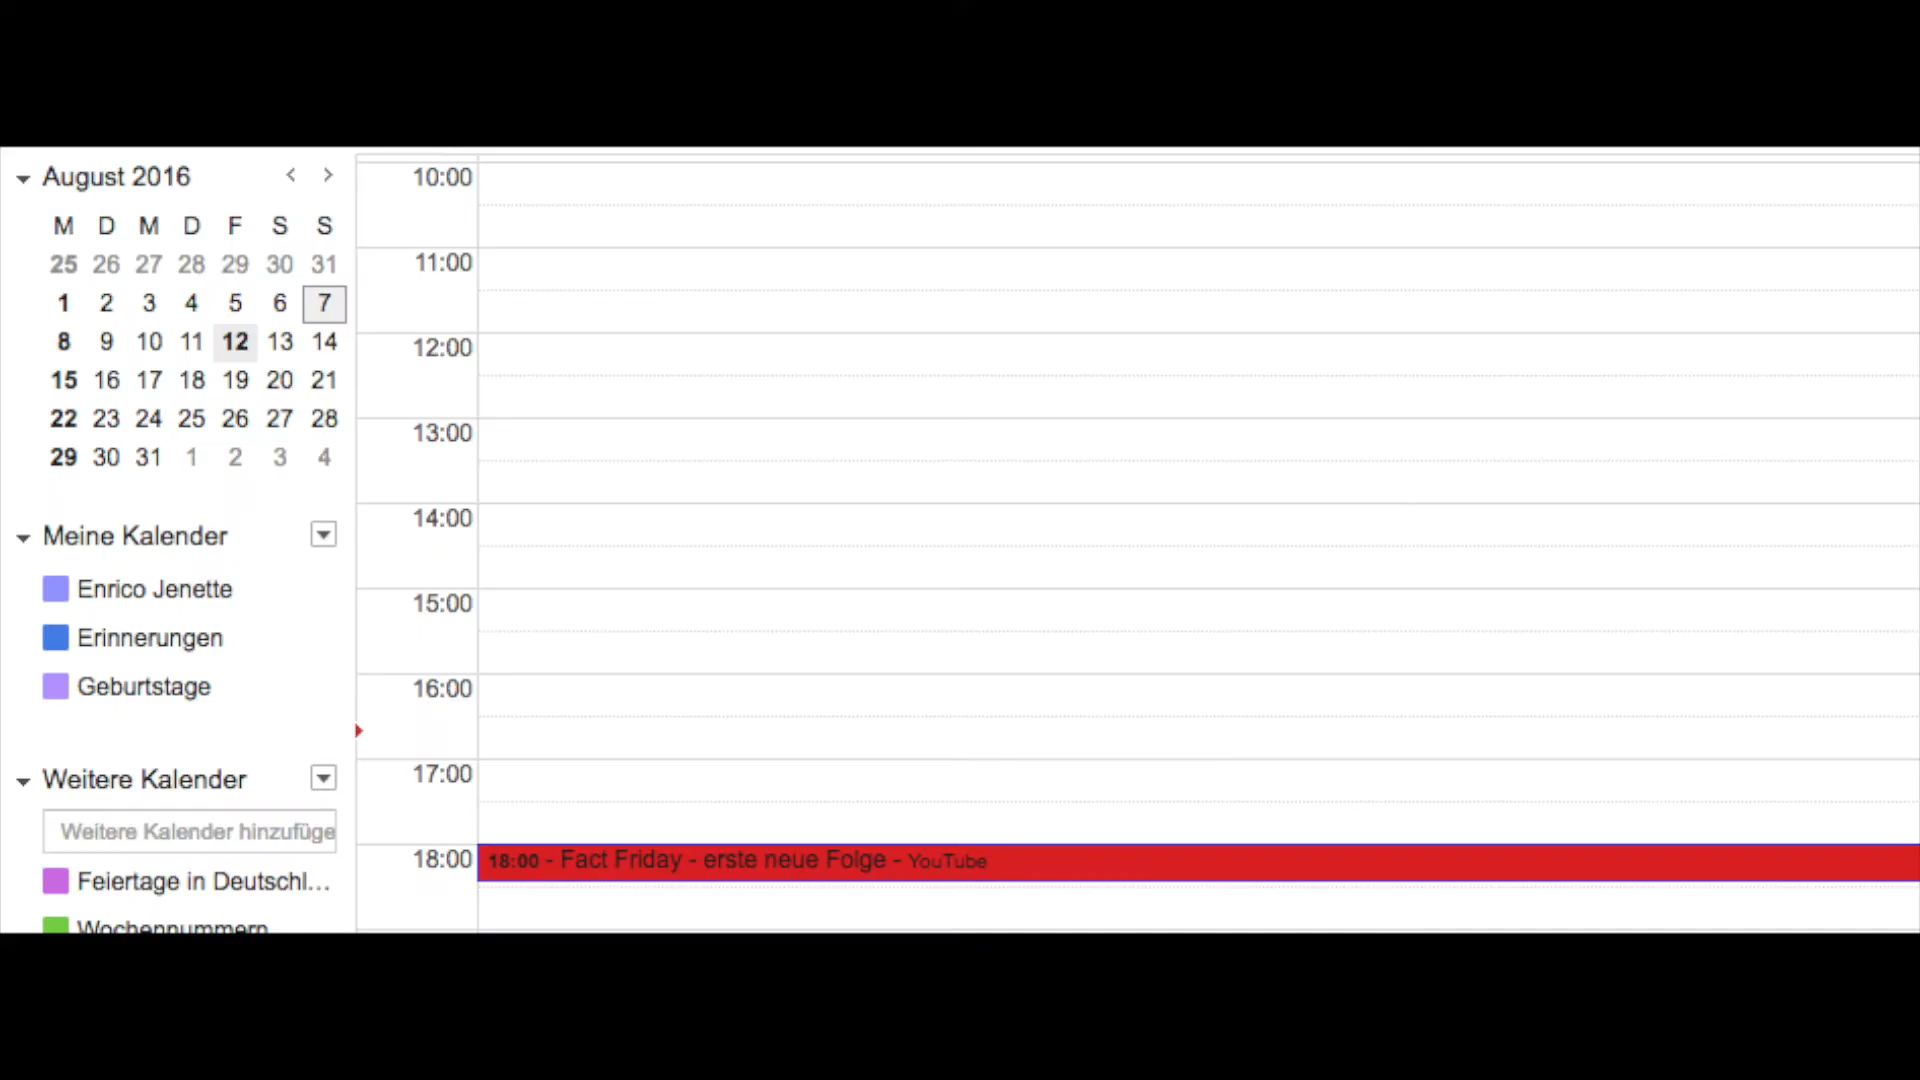 August 2016
M D M D F S S
25 26 27 28 29 30 31
1 2 3 4 5 6 7
8 9 10 11 12 13 14
15 16 17 18 19 20 21
22 23 24 25 26 27 28
29 30 31 1 2 3 4
Meine Kalender
Enrico Jenette
Erinnerungen
Geburtstage
Weitere Kalender
Weitere Kalender hinzufüge
Feiertage in Deutschl...
Wochennummern
10:00
11:00
12:00
13:00
14:00
15:00
16:00
17:00
18:00
18:00 - Fact Friday - erste neue Folge - YouTube